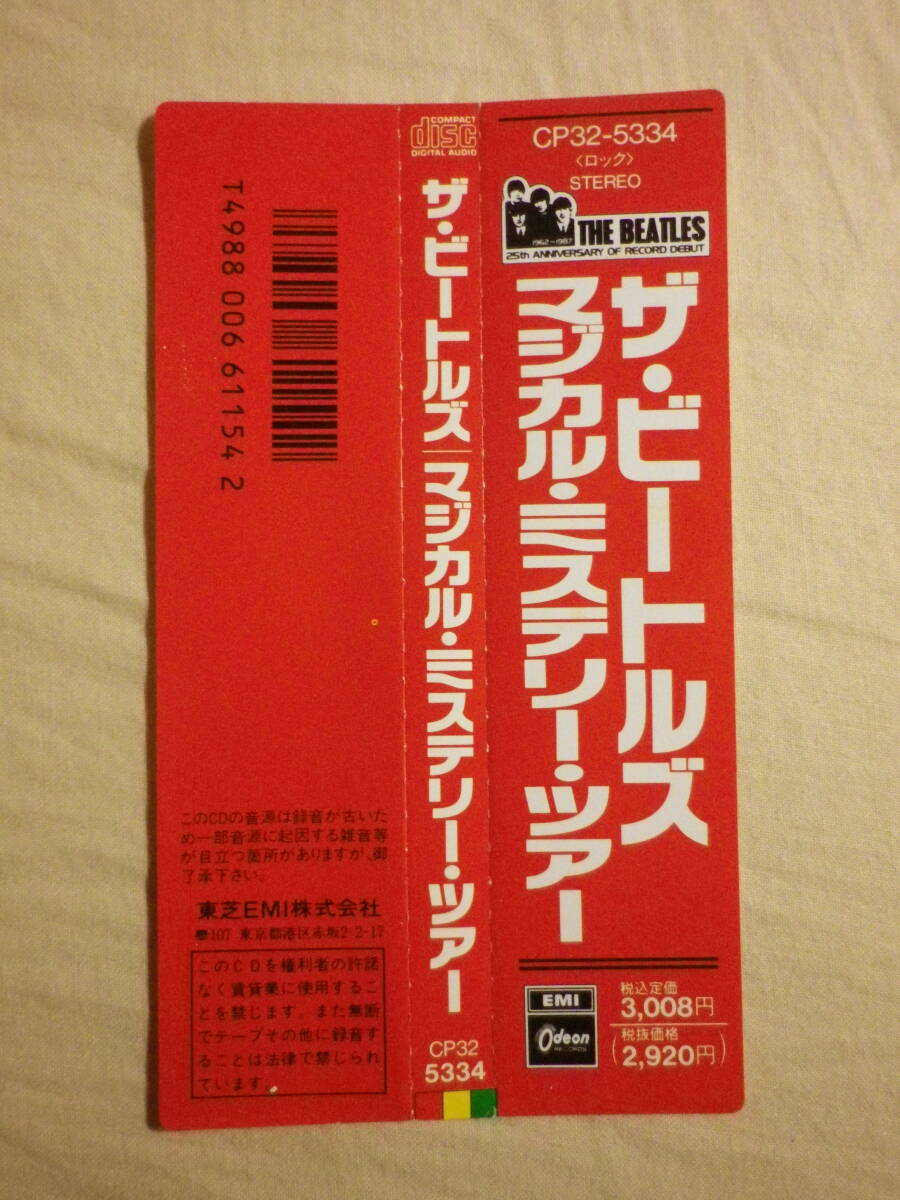 CP32-5334
〈ロック〉
STEREO
1962-1987
THE BEATLES
25th ANNIVERSARY OF RECORD DEBUT
ザ・ビートルズ
マジカル・ミステリー・ツアー
EMI
Odeon
RECORDS
税込定価
3,008円
税抜価格
(2,920円)
COMPACT
disc
DIGITAL AUDIO
ザ・ビートルズ|マジカル・ミステリー・ツアー
CP32
5334
T4988 006 61154 2
このCDの音源は録音が古いた
め一部音源に起因する雑音等
が目立つ箇所がありますが、御
了承下さい。
東芝EMI株式会社
〠107 東京都港区赤坂2-2-17
このCDを権利者の許諾
なく賃貸業に使用するこ
とを禁じます。また無断
でテープその他に録音す
ることは法律で禁じられ
ています。